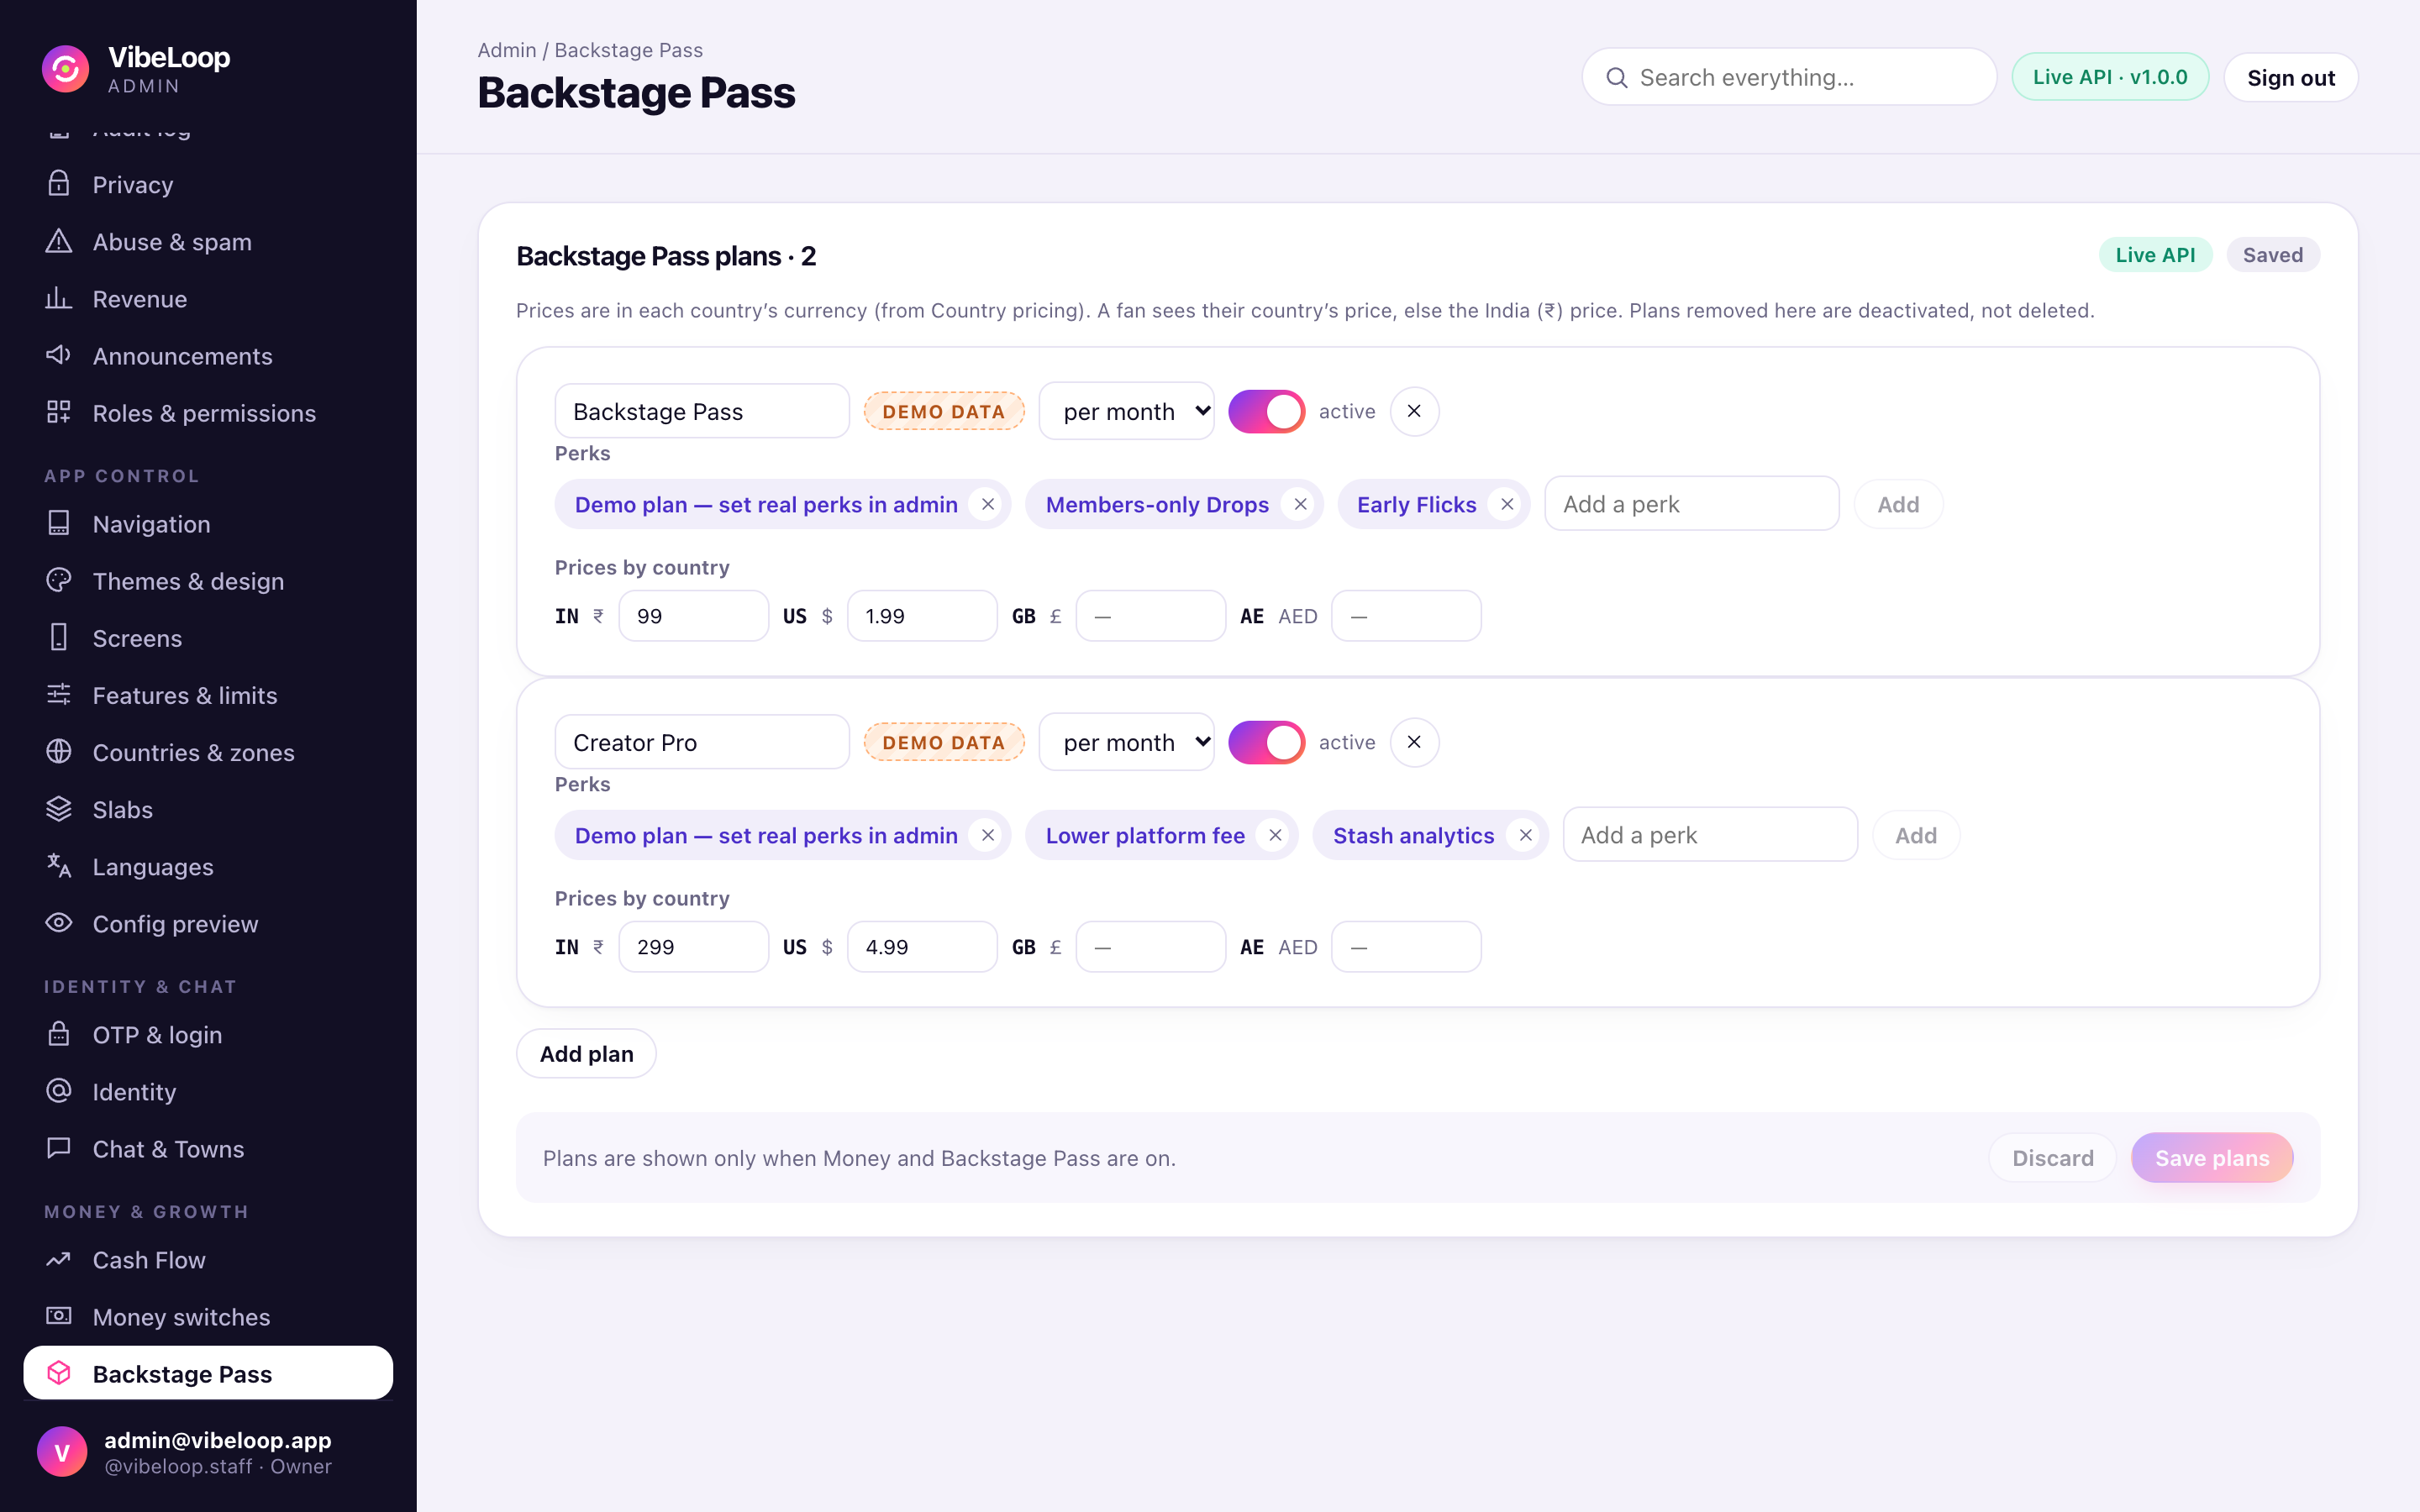 VibeLoop
ADMIN
Audit log
Privacy
Abuse & spam
Revenue
Announcements
Roles & permissions
APP CONTROL
Navigation
Themes & design
Screens
Features & limits
Countries & zones
Slabs
Languages
Config preview
IDENTITY & CHAT
OTP & login
Identity
Chat & Towns
MONEY & GROWTH
Cash Flow
Money switches
Backstage Pass
V
admin@vibeloop.app
@vibeloop.staff · Owner
Admin / Backstage Pass
Backstage Pass
Search everything...
Live API · v1.0.0
Sign out
Backstage Pass plans · 2
Live API
Saved
Prices are in each country’s currency (from Country pricing). A fan sees their country’s price, else the India (₹) price. Plans removed here are deactivated, not deleted.
Backstage Pass DEMO DATA per month active ×
Perks
Demo plan — set real perks in admin × Members-only Drops × Early Flicks × Add a perk Add
Prices by country
IN ₹ 99 US $ 1.99 GB £ — AE AED —
Creator Pro DEMO DATA per month active ×
Perks
Demo plan — set real perks in admin × Lower platform fee × Stash analytics × Add a perk Add
Prices by country
IN ₹ 299 US $ 4.99 GB £ — AE AED —
Add plan
Plans are shown only when Money and Backstage Pass are on.
Discard
Save plans